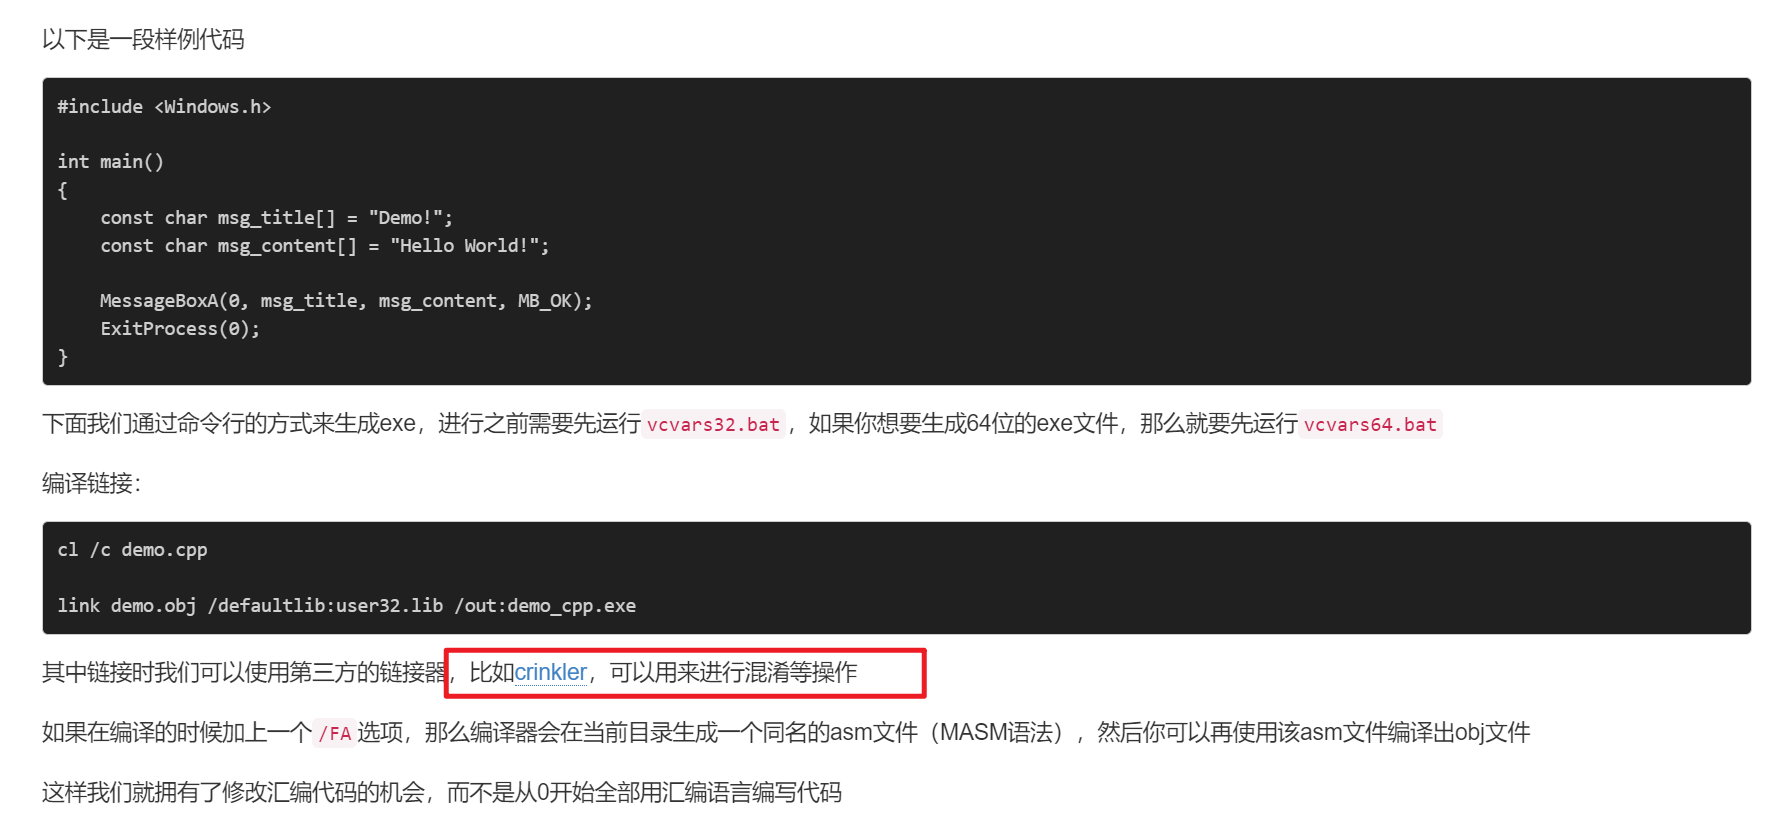 以下是一段样例代码
#include <Windows.h>
int main()
{
    const char msg_title[] = "Demo!";
    const char msg_content[] = "Hello World!";
    MessageBoxA(0, msg_title, msg_content, MB_OK);
    ExitProcess(0);
}
下面我们通过命令行的方式来生成exe，进行之前需要先运行 vcvars32.bat ，如果你想要生成64位的exe文件，那么就要先运行 vcvars64.bat
编译链接：
cl /c demo.cpp
link demo.obj /defaultlib:user32.lib /out:demo_cpp.exe
其中链接时我们可以使用第三方的链接器，比如crinkler，可以用来进行混淆等操作
如果在编译的时候加上一个 /FA 选项，那么编译器会在当前目录生成一个同名的asm文件（MASM语法），然后你可以再使用该asm文件编译出obj文件
这样我们就拥有了修改汇编代码的机会，而不是从0开始全部用汇编语言编写代码